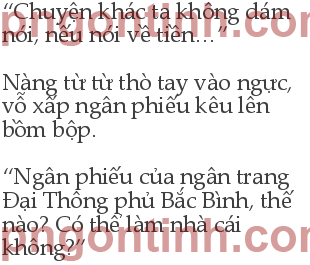 “Chuyện khác ta không dám
nói, nếu nói về tiền…”
Nàng từ từ thò tay vào ngực,
vỗ xấp ngân phiếu kêu lên
bồm bộp.
“Ngân phiếu của ngân trang
Đại Thông phủ Bắc Bình, thế
nào? Có thể làm nhà cái
không?”